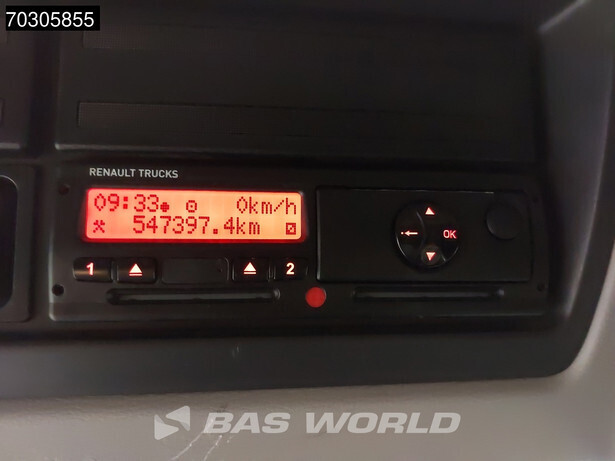 70305855
RENAULT TRUCKS
09:33 0km/h
547397.4km
1 2
OK
BAS WORLD